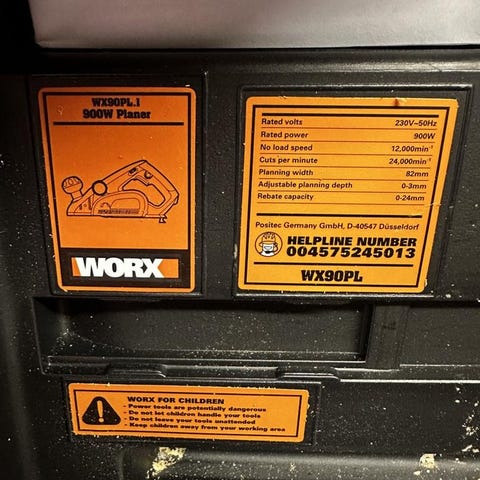 WX90PL.1
900W Planer
WORX
Rated volts 230V~50Hz
Rated power 900W
No load speed 12,000min⁻¹
Cuts per minute 24,000min⁻¹
Planning width 82mm
Adjustable planning depth 0-3mm
Rebate capacity 0-24mm
Positec Germany GmbH, D-40547 Düsseldorf
HELPLINE NUMBER
004575245013
WX90PL
WORX FOR CHILDREN
- Power tools are potentially dangerous
- Do not let children handle your tools
- Do not leave your tools unattended
- Keep children away from your working area